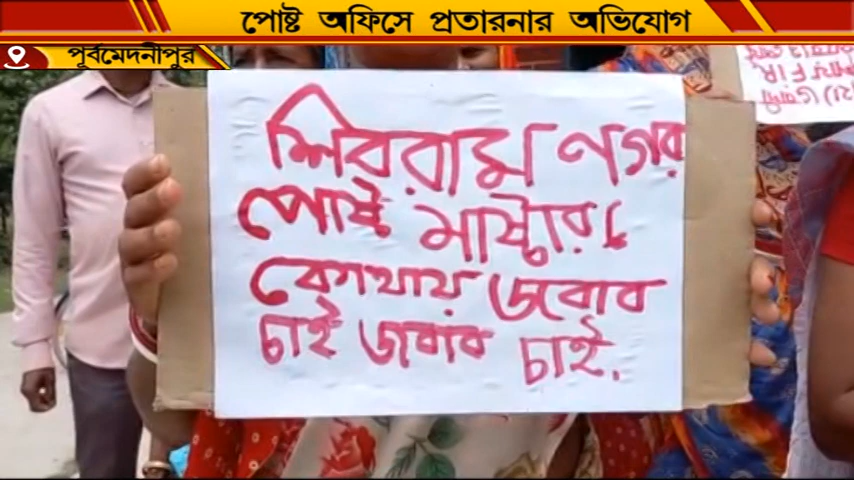 পোষ্ট অফিসে প্রতারনার অভিযোগ
পূর্বমেদনীপুর
শিবরাম নগর
পোষ্ট মাষ্টার।
কোথায় জবাব
চাই জবাব চাই.